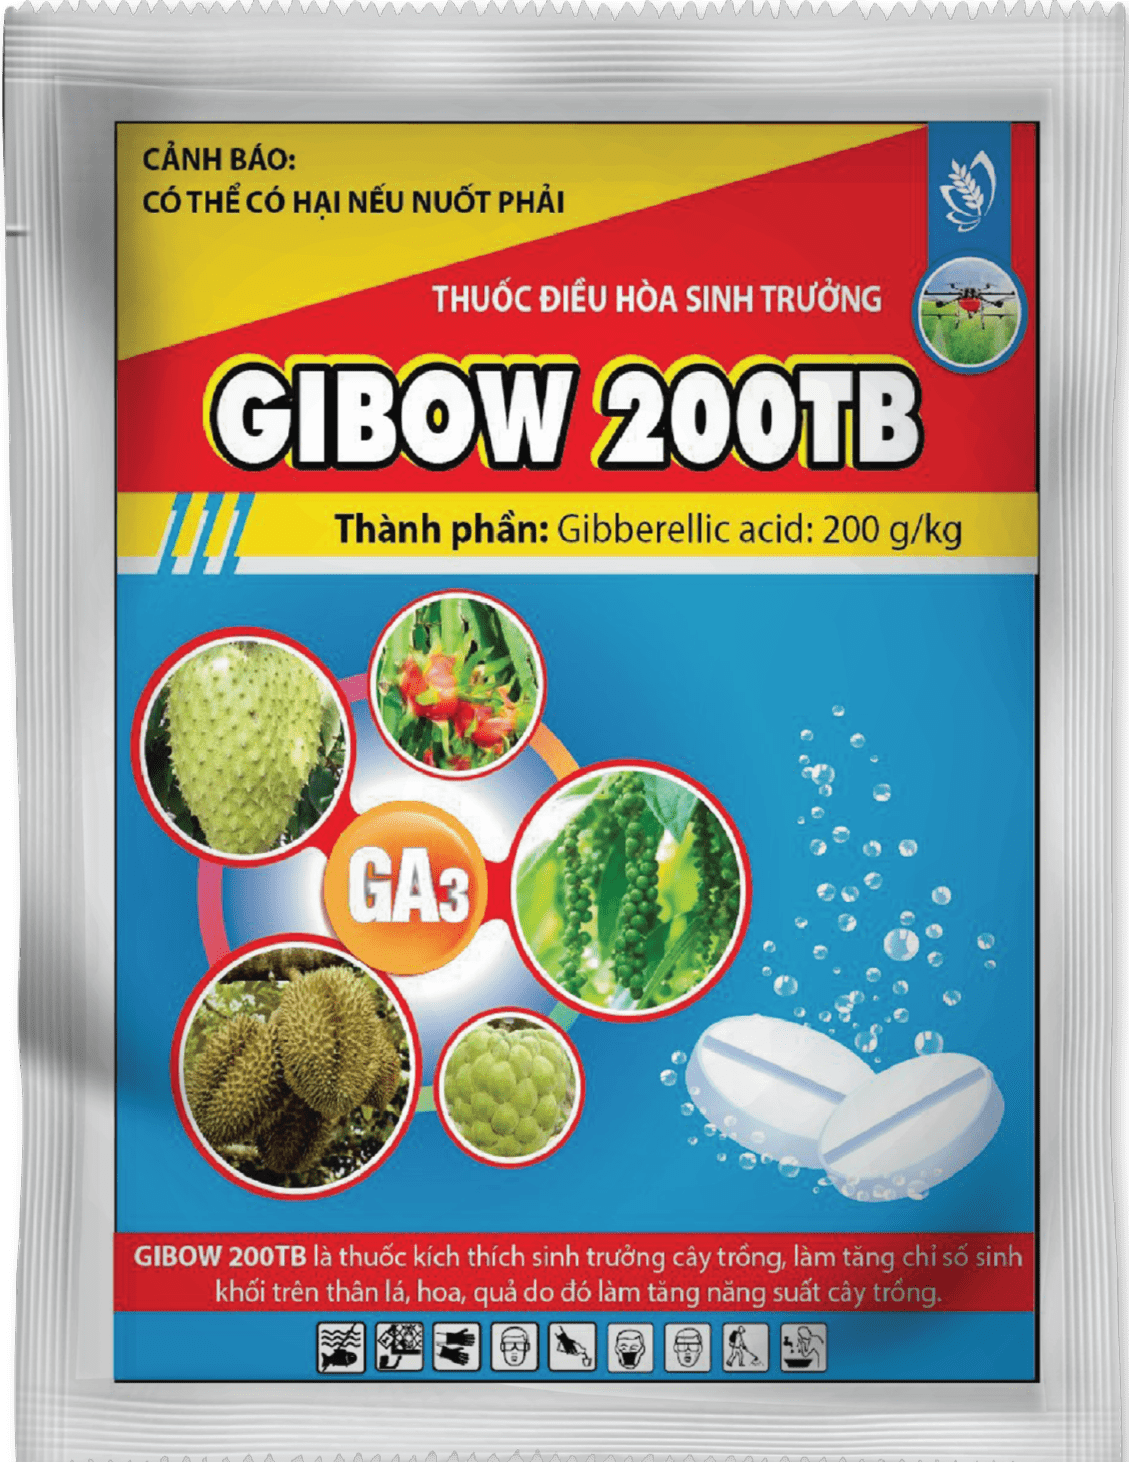 CẢNH BÁO:
CÓ THỂ CÓ HẠI NẾU NUỐT PHẢI
THUỐC ĐIỀU HÒA SINH TRƯỞNG
GIBOW 200TB
Thành phần: Gibberellic acid: 200 g/kg
GA3
GIBOW 200TB là thuốc kích thích sinh trưởng cây trồng, làm tăng chỉ số sinh
khối trên thân lá, hoa, quả do đó làm tăng năng suất cây trồng.